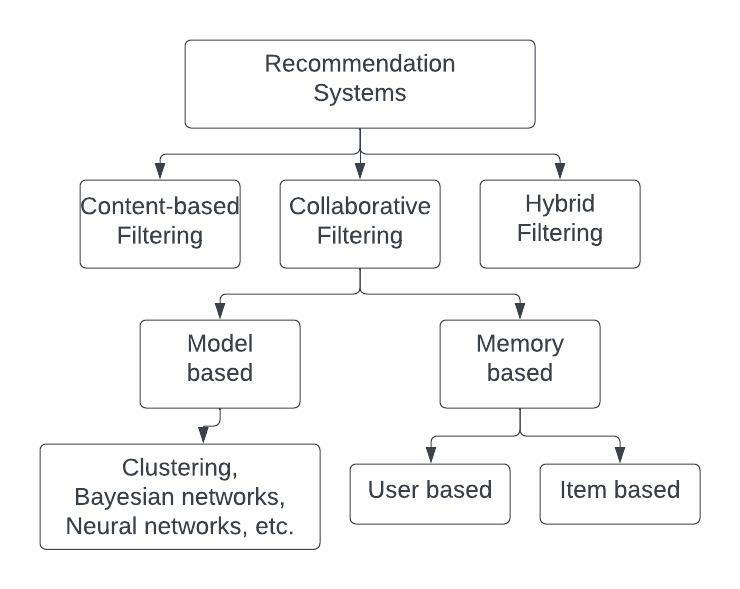 Recommendation
Systems
Content-based
Filtering
Collaborative
Filtering
Hybrid
Filtering
Model
based
Memory
based
Clustering,
Bayesian networks,
Neural networks, etc.
User based
Item based